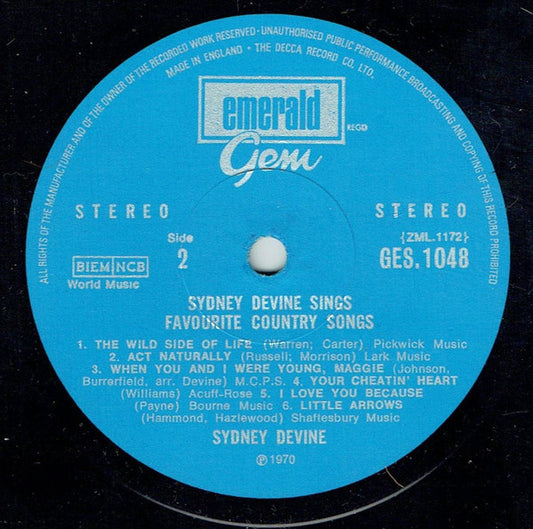 ALL RIGHTS OF THE MANUFACTURER AND OF THE OWNER OF THE RECORDED WORK RESERVED - UNAUTHORISED PUBLIC PERFORMANCE BROADCASTING AND COPYING OF THIS RECORD PROHIBITED
MADE IN ENGLAND • THE DECCA RECORD CO. LTD.
emerald
REGD
Gem
STEREO STEREO
Side {ZML.1172}
2 GES.1048
BIEM NCB
World Music
SYDNEY DEVINE SINGS
FAVOURITE COUNTRY SONGS
1. THE WILD SIDE OF LIFE (Warren; Carter) Pickwick Music
2. ACT NATURALLY (Russell; Morrison) Lark Music
3. WHEN YOU AND I WERE YOUNG, MAGGIE (Johnson,
Burrerfield, arr. Devine) M.C.P.S. 4. YOUR CHEATIN' HEART
(Williams) Acuff-Rose 5. I LOVE YOU BECAUSE
(Payne) Bourne Music 6. LITTLE ARROWS
(Hammond, Hazlewood) Shaftesbury Music
SYDNEY DEVINE
℗ 1970